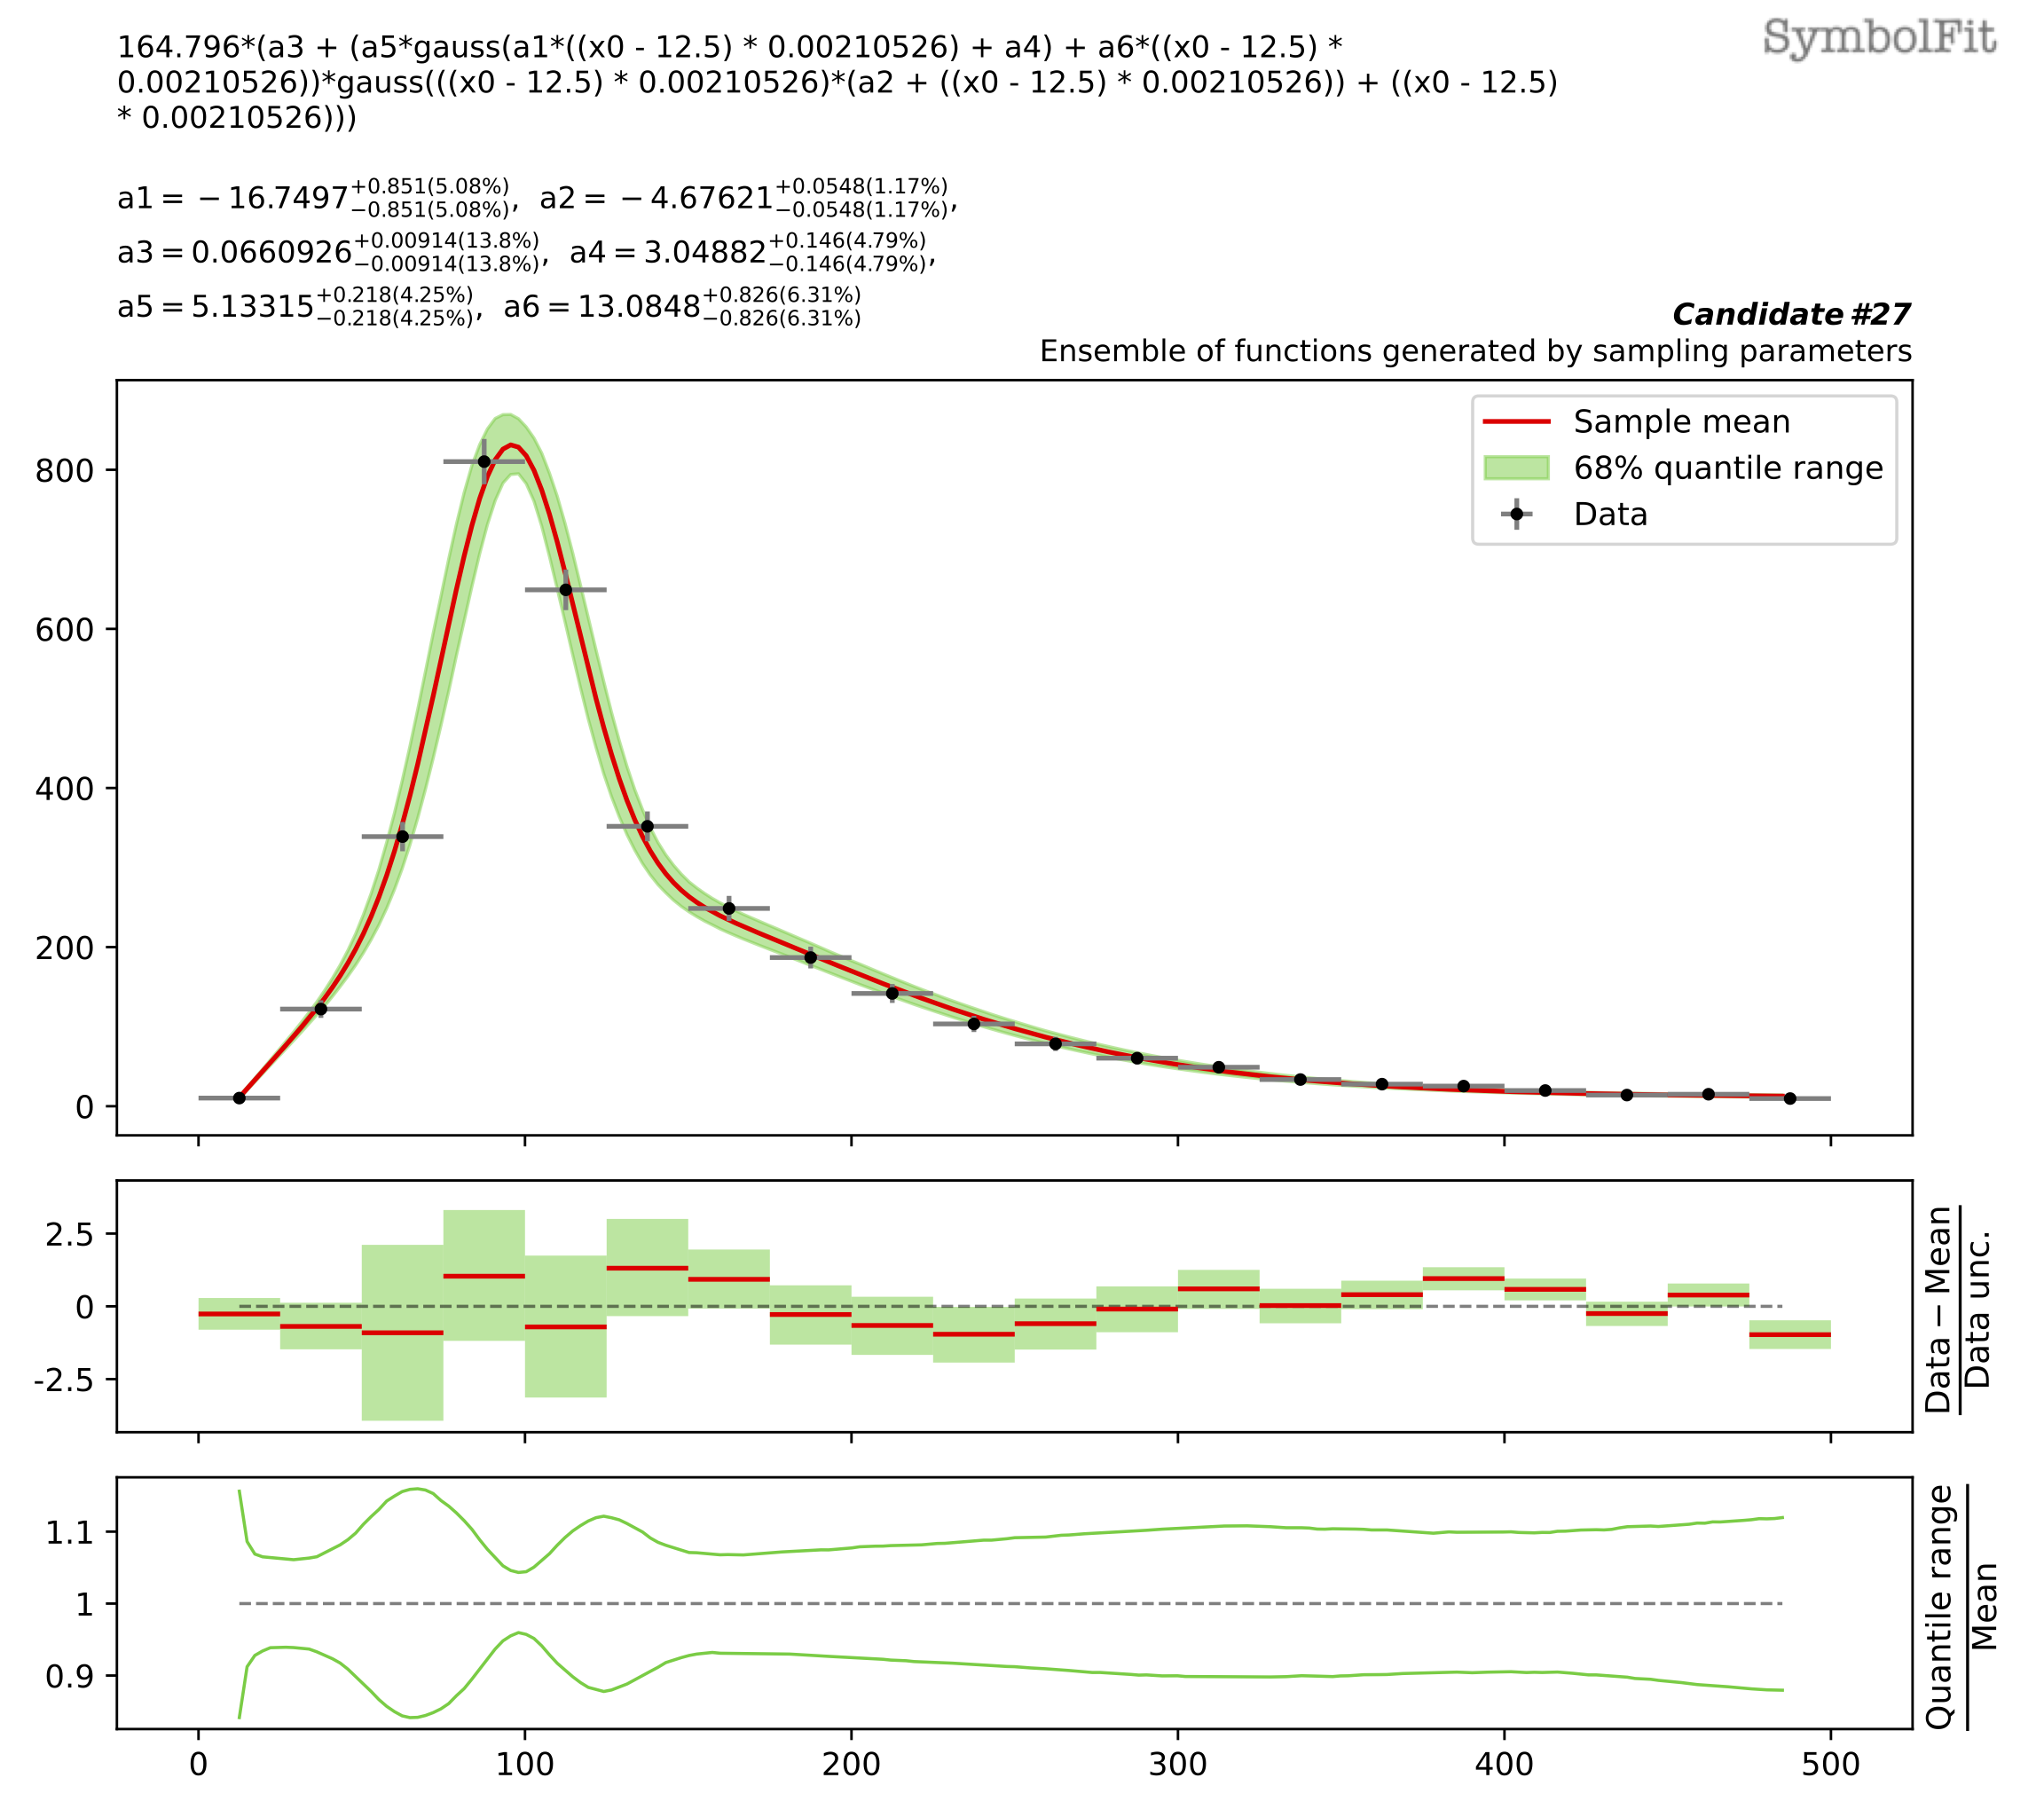 SymbolFit
164.796*(a3 + (a5*gauss(a1*((x0 - 12.5) * 0.00210526) + a4) + a6*((x0 - 12.5) *
0.00210526))*gauss(((x0 - 12.5) * 0.00210526)*(a2 + ((x0 - 12.5) * 0.00210526)) + ((x0 - 12.5)
* 0.00210526)))
a1 = − 16.7497+0.851(5.08%)−0.851(5.08%), a2 = − 4.67621+0.0548(1.17%)−0.0548(1.17%),
a3 = 0.0660926+0.00914(13.8%)−0.00914(13.8%), a4 = 3.04882+0.146(4.79%)−0.146(4.79%),
a5 = 5.13315+0.218(4.25%)−0.218(4.25%), a6 = 13.0848+0.826(6.31%)−0.826(6.31%)
Candidate #27
Ensemble of functions generated by sampling parameters
Sample mean
68% quantile range
Data
800
600
400
200
0
2.5
0
-2.5
Data − Mean
Data unc.
1.1
1
0.9
Quantile range
Mean
0 100 200 300 400 500